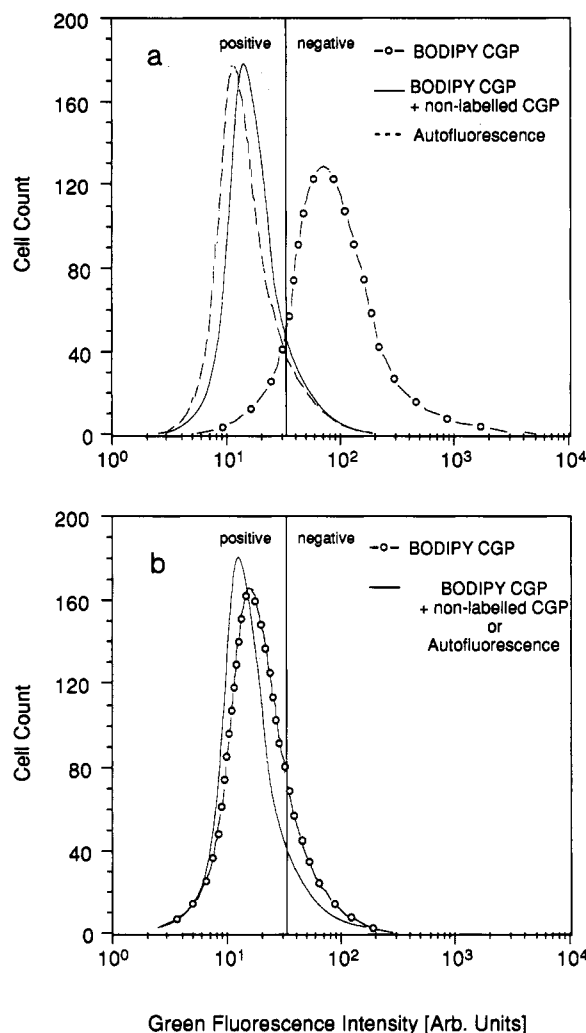 a
positive
negative
BODIPY CGP
BODIPY CGP
+ non-labelled CGP
Autofluorescence
200
160
120
80
40
0
Cell Count
10⁰
10¹
10²
10³
10⁴
b
positive
negative
BODIPY CGP
BODIPY CGP
+ non-labelled CGP
or
Autofluorescence
200
160
120
80
40
0
Cell Count
10⁰
10¹
10²
10³
10⁴
Green Fluorescence Intensity [Arb. Units]